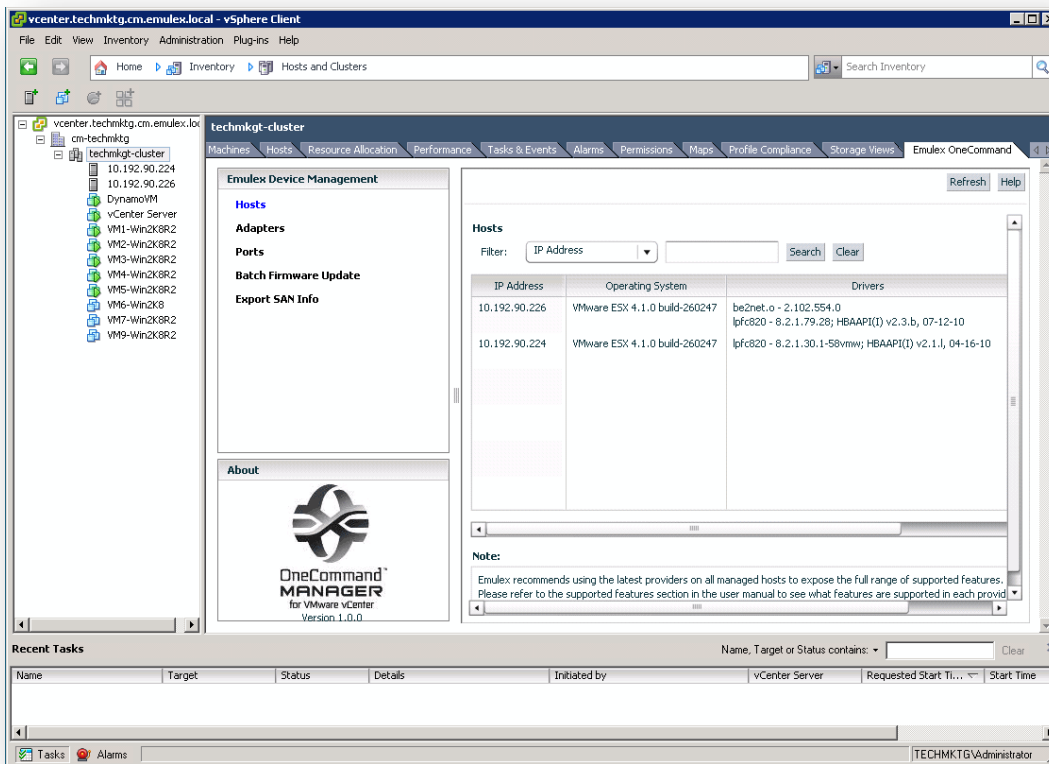 vcenter.techmktg.cm.emulex.local - vSphere Client
File Edit View Inventory Administration Plug-ins Help
Home Inventory Hosts and Clusters
Search Inventory
vcenter.techmktg.cm.emulex.loc
cm-techmktg
techmkgt-cluster
10.192.90.224
10.192.90.226
DynamoVM
vCenter Server
VM1-Win2K8R2
VM2-Win2K8R2
VM3-Win2K8R2
VM4-Win2K8R2
VM5-Win2K8R2
VM6-Win2K8
VM7-Win2K8R2
VM9-Win2K8R2
techmkgt-cluster
Machines Hosts Resource Allocation Performance Tasks & Events Alarms Permissions Maps Profile Compliance Storage Views Emulex OneCommand
Emulex Device Management
Hosts
Adapters
Ports
Batch Firmware Update
Export SAN Info
About
OneCommand™
MANAGER
for VMware vCenter
Version 1.0.0
Refresh Help
Hosts
Filter: IP Address Search Clear
IP Address Operating System Drivers
10.192.90.226 VMware ESX 4.1.0 build-260247 be2net.o - 2.102.554.0
lpfc820 - 8.2.1.79.28; HBAAPI(I) v2.3.b, 07-12-10
10.192.90.224 VMware ESX 4.1.0 build-260247 lpfc820 - 8.2.1.30.1-58vmw; HBAAPI(I) v2.1.l, 04-16-10
Note:
Emulex recommends using the latest providers on all managed hosts to expose the full range of supported features.
Please refer to the supported features section in the user manual to see what features are supported in each provid
Recent Tasks
Name, Target or Status contains: Clear
Name Target Status Details Initiated by vCenter Server Requested Start Ti... Start Time
Tasks Alarms TECHMKTG\Administrator